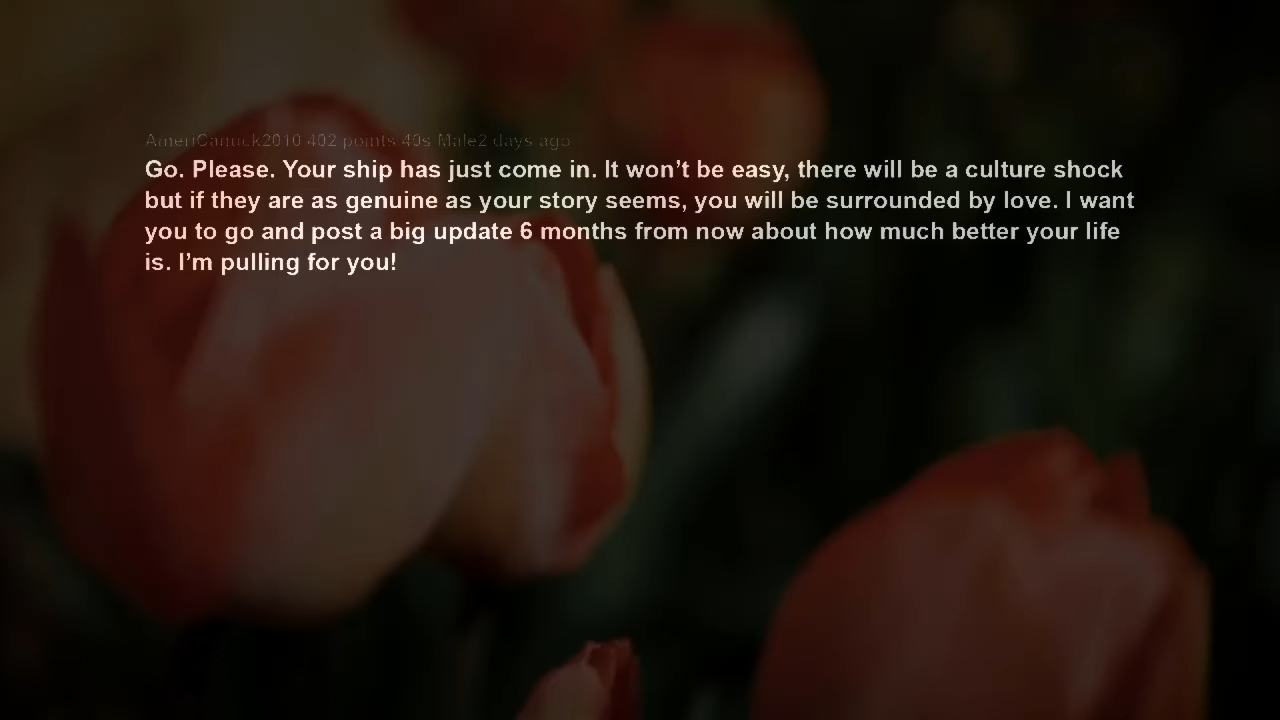 AmeriCanuck2010 402 points 40s Male2 days ago
Go. Please. Your ship has just come in. It won’t be easy, there will be a culture shock
but if they are as genuine as your story seems, you will be surrounded by love. I want
you to go and post a big update 6 months from now about how much better your life
is. I’m pulling for you!